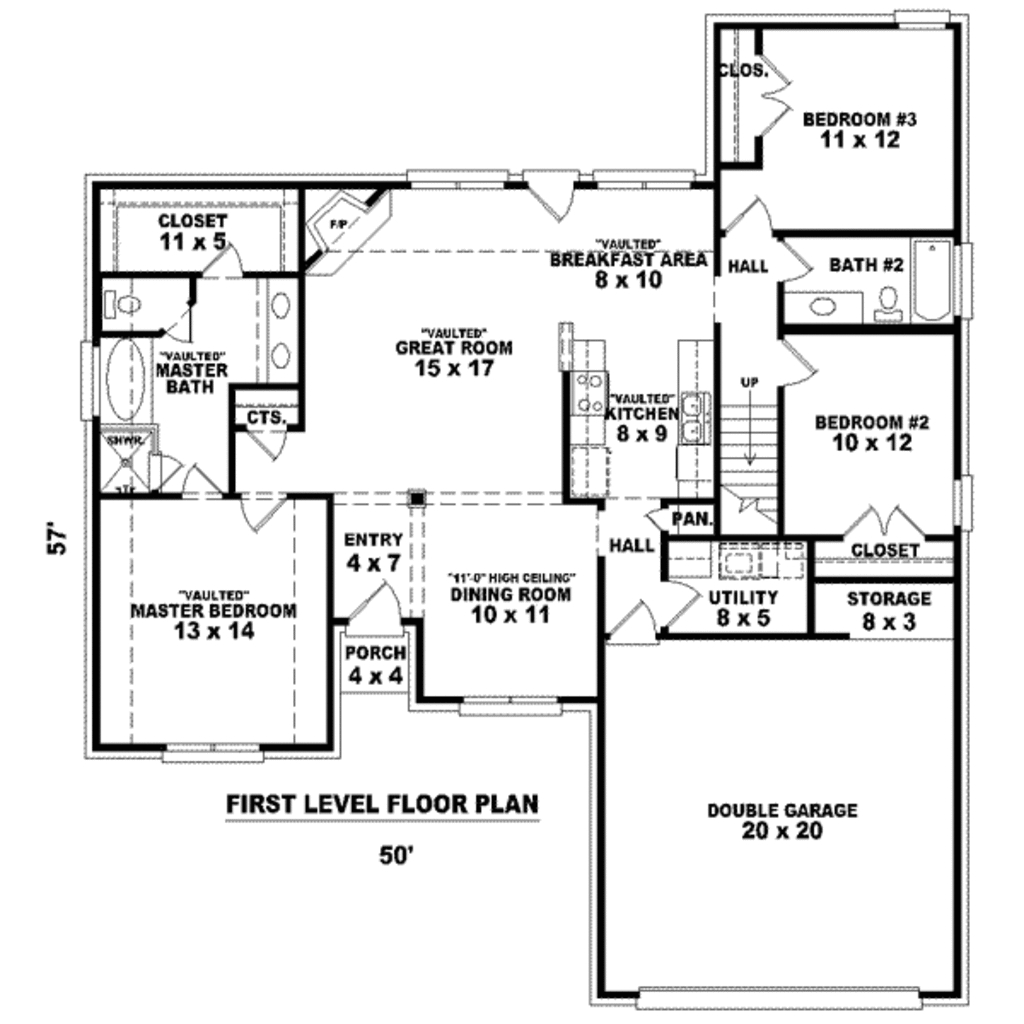 CLOS.
BEDROOM #3
11 x 12
CLOSET
11 x 5
F/P
"VAULTED"
BREAKFAST AREA
8 x 10
HALL
BATH #2
"VAULTED"
GREAT ROOM
15 x 17
"VAULTED"
MASTER
BATH
UP
CTS.
"VAULTED"
KITCHEN
8 x 9
BEDROOM #2
10 x 12
SHWR.
PAN.
57'
ENTRY
4 x 7
HALL
CLOSET
"11'-0" HIGH CEILING"
DINING ROOM
10 x 11
"VAULTED"
MASTER BEDROOM
13 x 14
UTILITY
8 x 5
STORAGE
8 x 3
PORCH
4 x 4
FIRST LEVEL FLOOR PLAN
50'
DOUBLE GARAGE
20 x 20